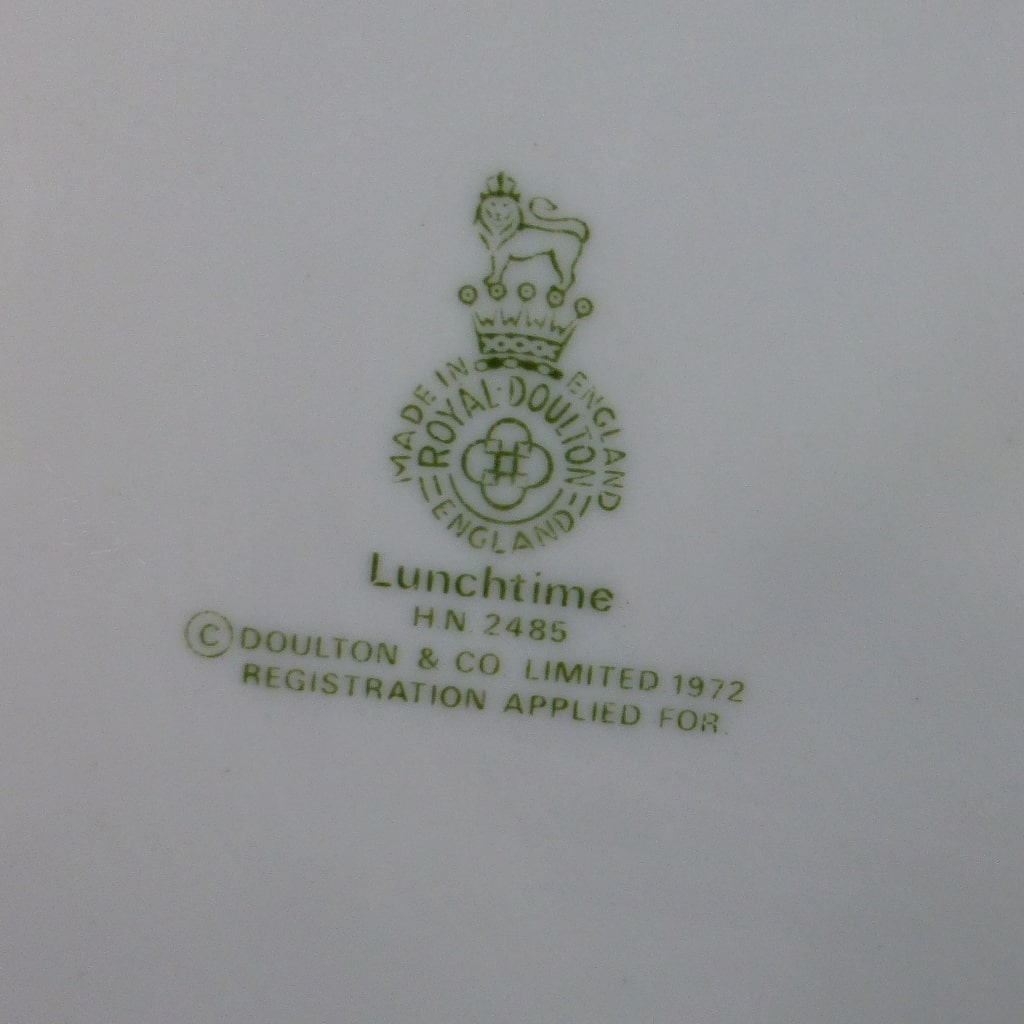 MADE IN ENGLAND
ROYAL·DOULTON
ENGLAND
Lunchtime
H.N. 2485
© DOULTON & CO. LIMITED 1972
REGISTRATION APPLIED FOR.